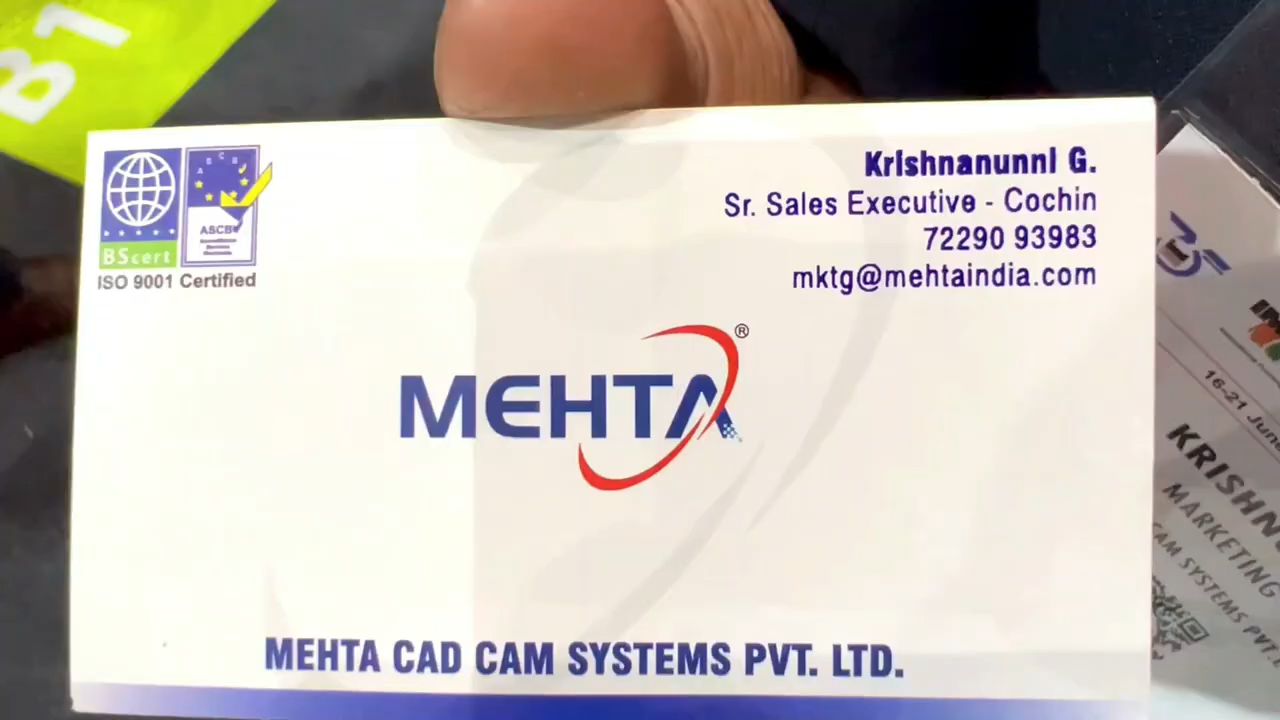 B1
BScert
ASCB
ISO 9001 Certified
Krishnanunni G.
Sr. Sales Executive - Cochin
72290 93983
mktg@mehtaindia.com
MEHTA®
MEHTA CAD CAM SYSTEMS PVT. LTD.
16-21 June
KRISHN
MARKETING
CAM SYSTEMS PVT.